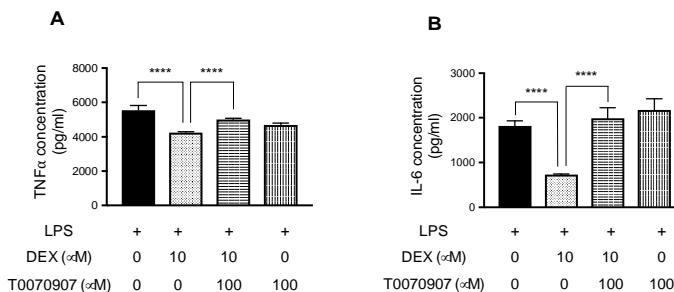 A
TNFα concentration
(pg/ml)
8000
6000
4000
2000
0
****
****
LPS + + + +
DEX (∝M) 0 10 10 0
T0070907 (∝M) 0 0 100 100
B
IL-6 concentration
(pg/ml)
3000
2000
1000
0
****
****
LPS + + + +
DEX (∝M) 0 10 10 0
T0070907 (∝M) 0 0 100 100